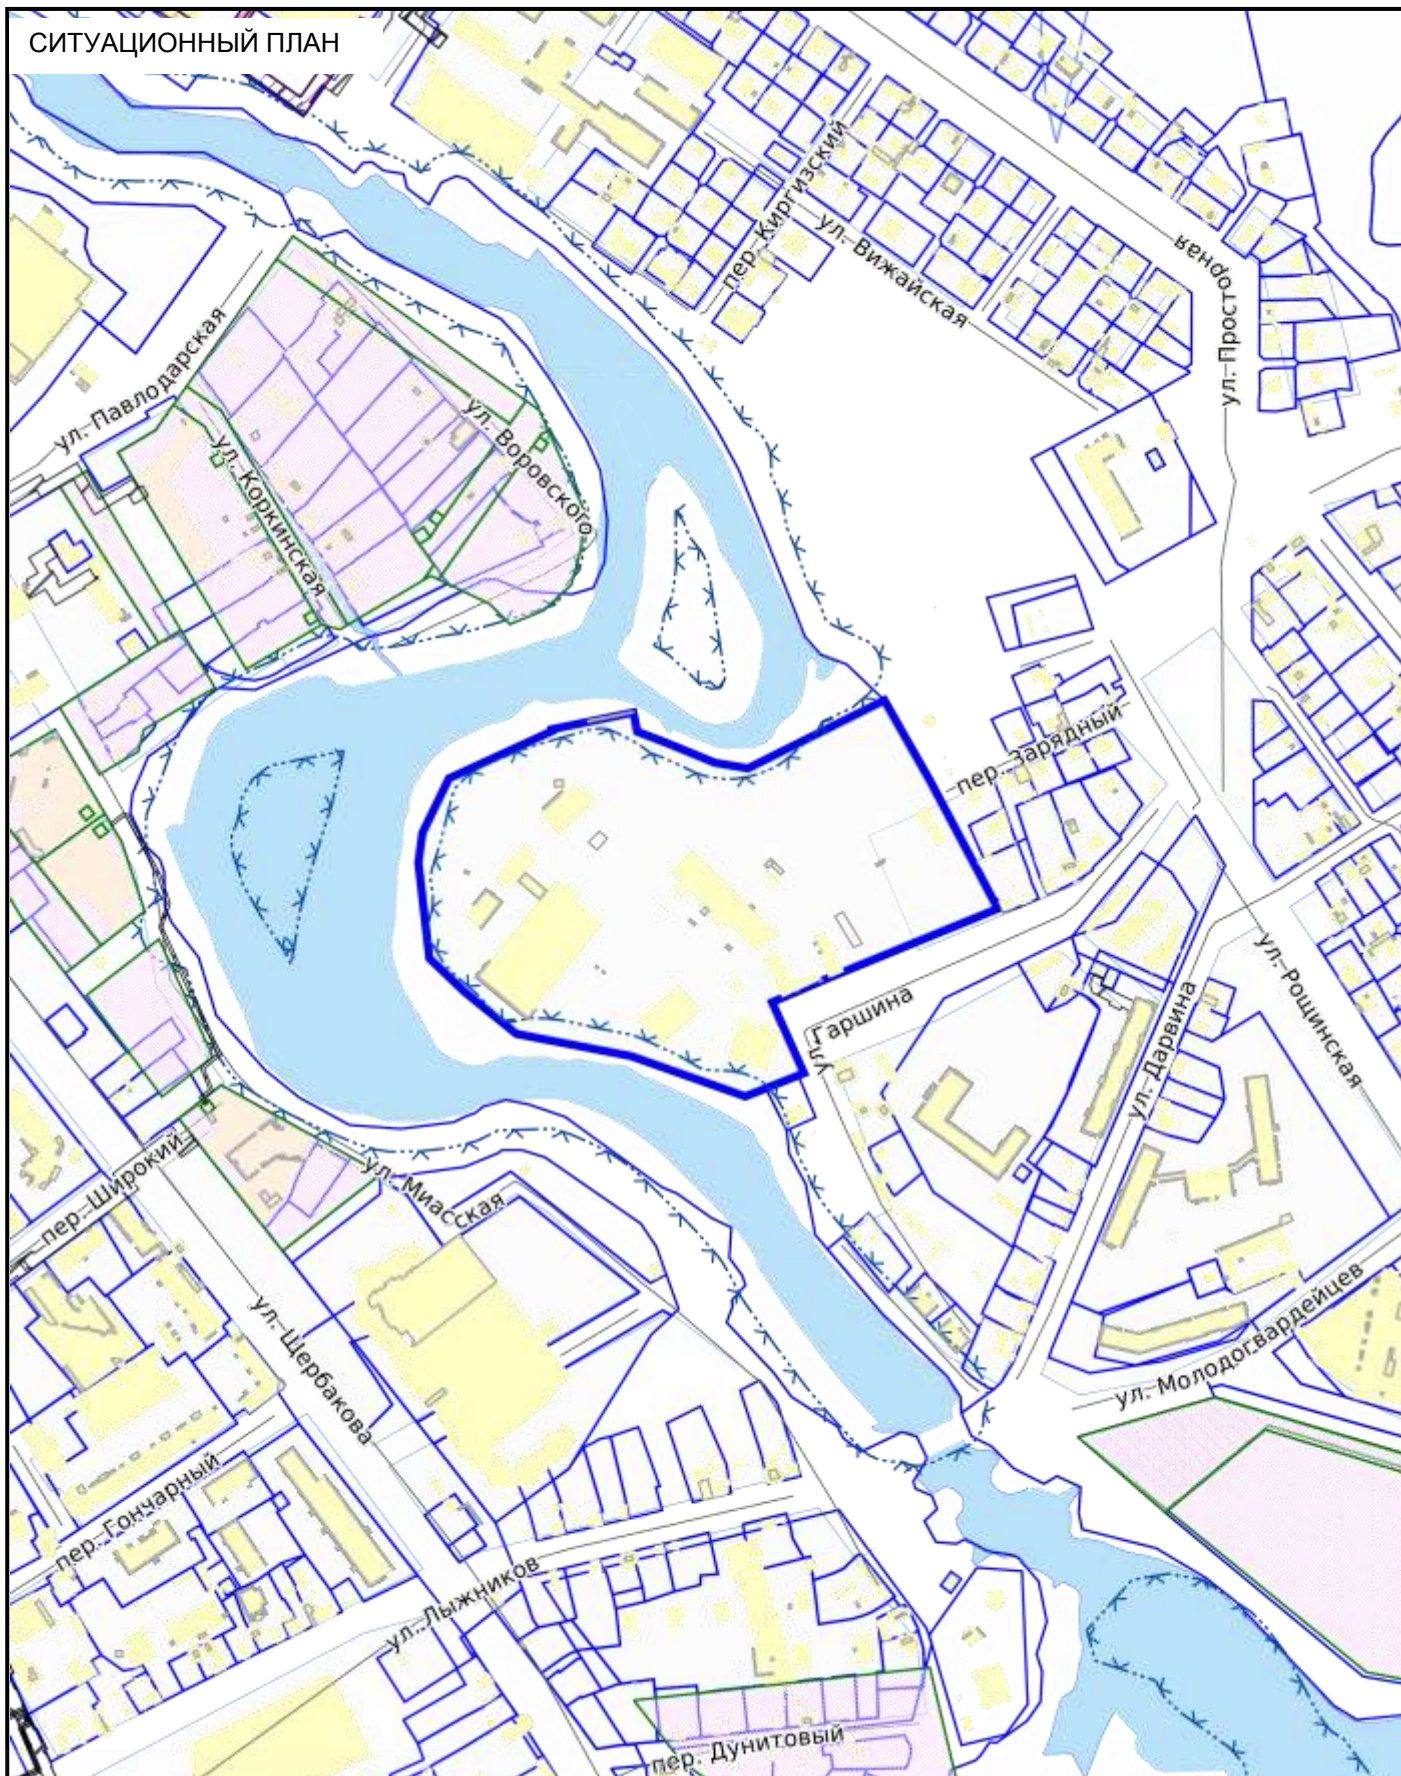 СИТУАЦИОННЫЙ ПЛАН
пер. Киргизский
ул. Вижайская
ул. Просторная
ул. Павлодарская
ул. Воровского
ул. Коркинская
пер. Зарядный
ул. Гаршина
ул. Рощинская
ул. Дарвина
пер. Широкий
ул. Миасская
ул. Щербакова
ул. Молодогвардейцев
пер. Гончарный
ул. Лыжников
пер. Дунитовый